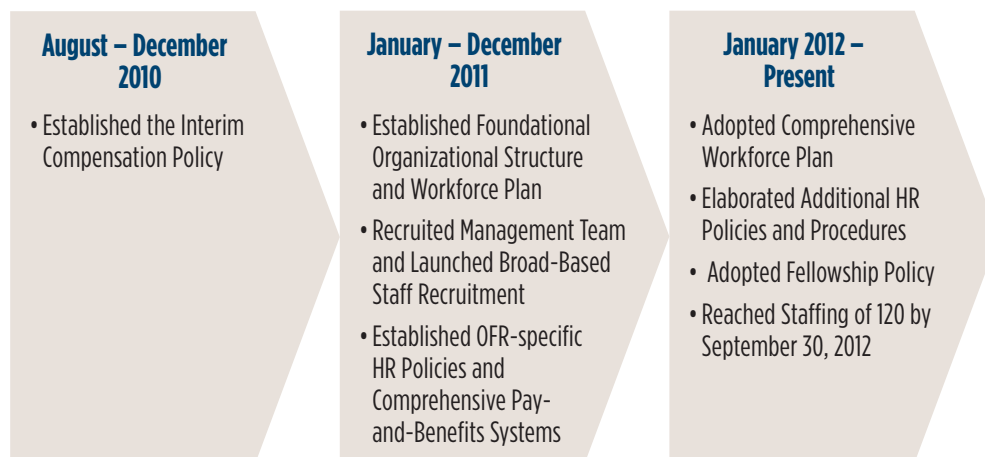 August – December
2010
• Established the Interim
Compensation Policy
January – December
2011
• Established Foundational
Organizational Structure
and Workforce Plan
• Recruited Management Team
and Launched Broad-Based
Staff Recruitment
• Established OFR-specific
HR Policies and
Comprehensive Pay-
and-Benefits Systems
January 2012 –
Present
• Adopted Comprehensive
Workforce Plan
• Elaborated Additional HR
Policies and Procedures
• Adopted Fellowship Policy
• Reached Staffing of 120 by
September 30, 2012